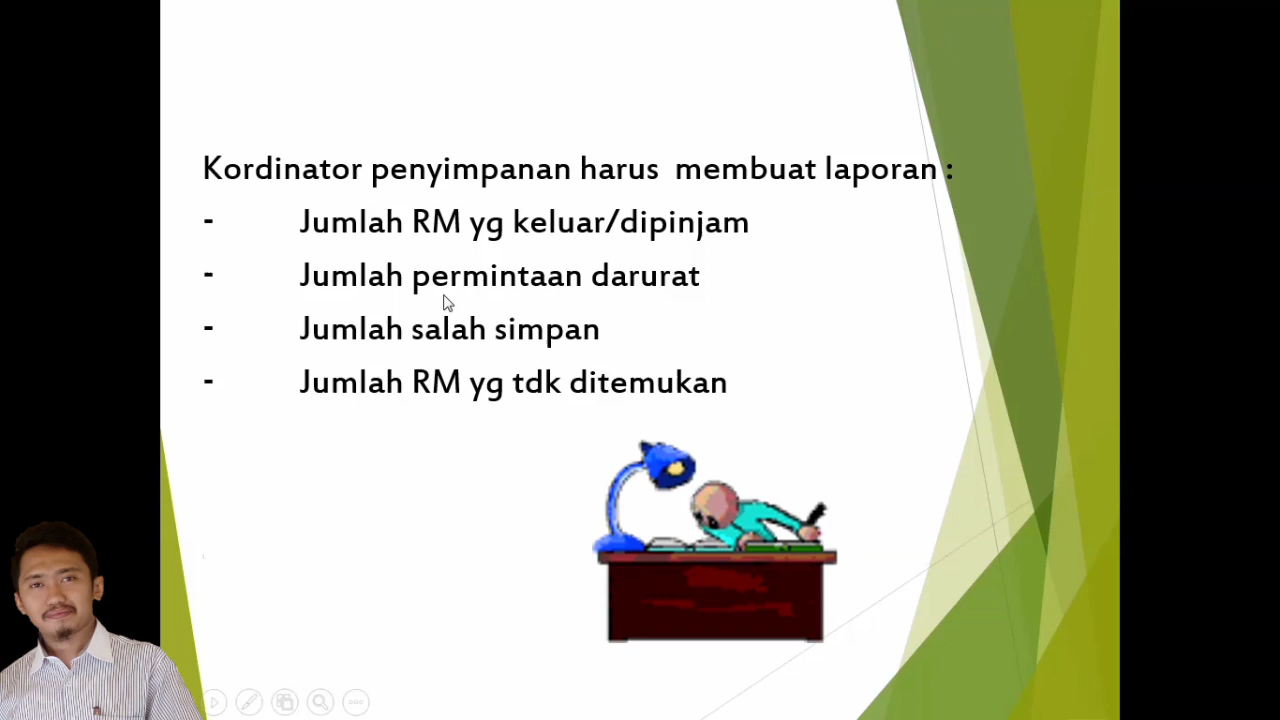 Kordinator penyimpanan harus membuat laporan :
- Jumlah RM yg keluar/dipinjam
- Jumlah permintaan darurat
- Jumlah salah simpan
- Jumlah RM yg tdk ditemukan